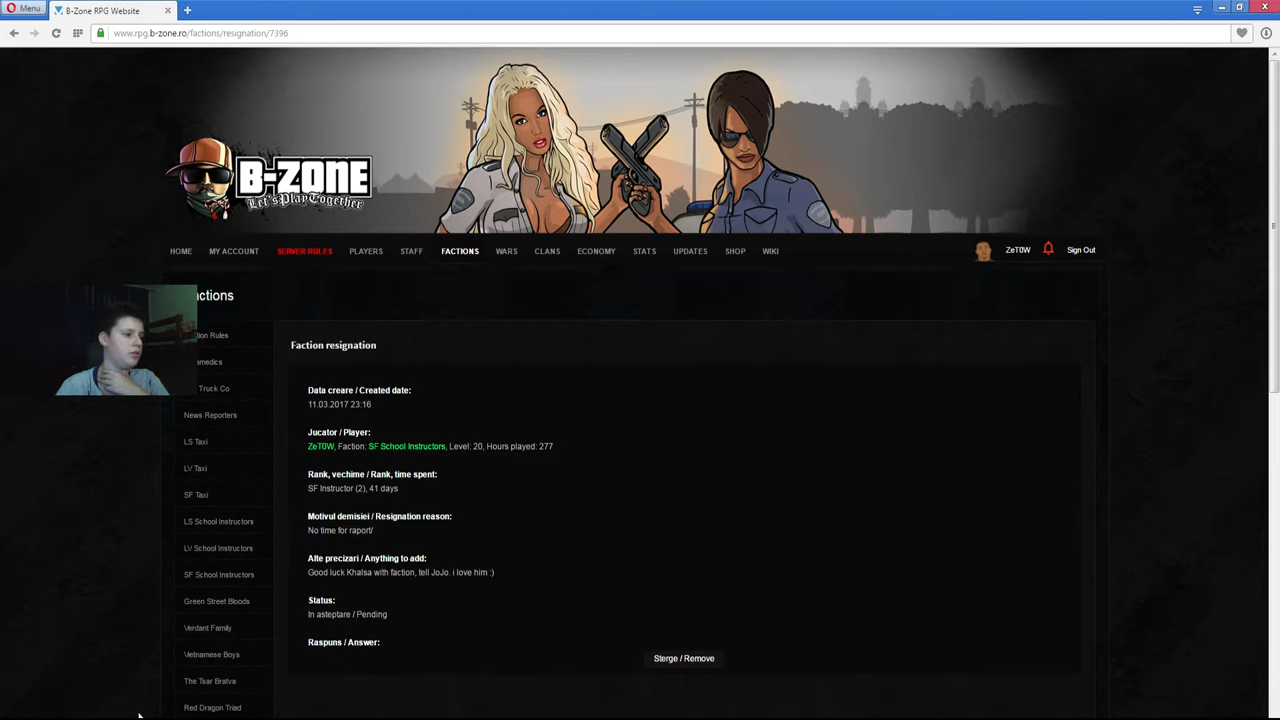 Menu
B-Zone RPG Website
www.rpg.b-zone.ro/factions/resignation/7396
B-ZONE
Let'sPlayTogether
HOME MY ACCOUNT SERVER RULES PLAYERS STAFF FACTIONS WARS CLANS ECONOMY STATS UPDATES SHOP WIKI ZeT0W Sign Out
ctions
tion Rules
amedics
Truck Co
News Reporters
LS Taxi
LV Taxi
SF Taxi
LS School Instructors
LV School Instructors
SF School Instructors
Green Street Bloods
Verdant Family
Vietnamese Boys
The Tsar Bratva
Red Dragon Triad
Faction resignation
Data creare / Created date:
11.03.2017 23:16
Jucator / Player:
ZeT0W, Faction: SF School Instructors, Level: 20, Hours played: 277
Rank, vechime / Rank, time spent:
SF Instructor (2), 41 days
Motivul demisiei / Resignation reason:
No time for raport/
Alte precizari / Anything to add:
Good luck Khalsa with faction, tell JoJo. i love him :)
Status:
In asteptare / Pending
Raspuns / Answer:
Sterge / Remove